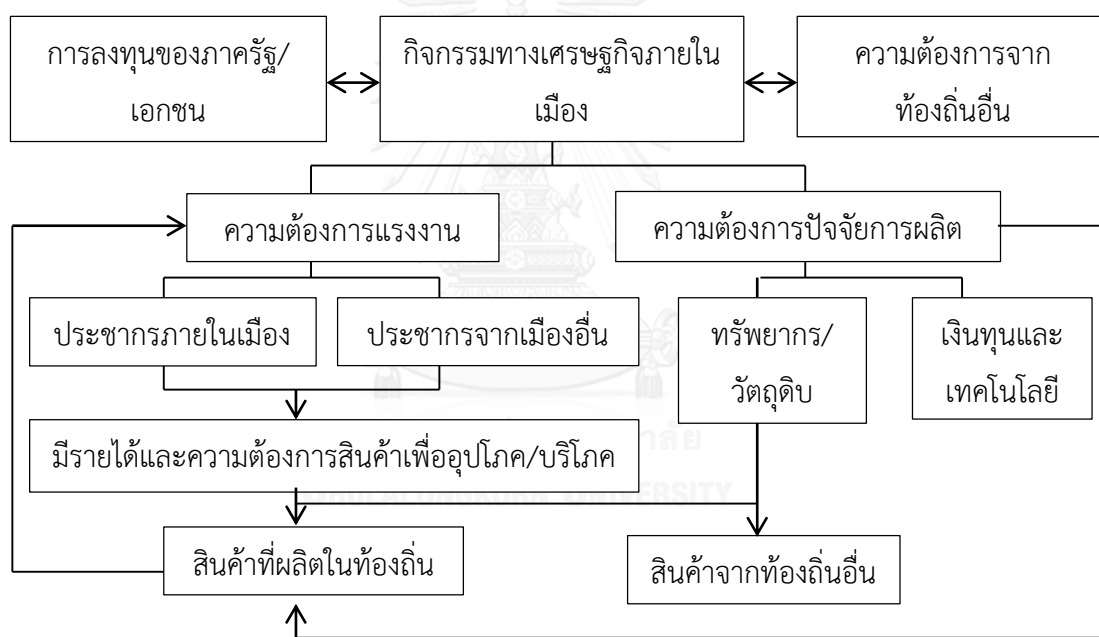 การลงทุนของภาครัฐ/
เอกชน
กิจกรรมทางเศรษฐกิจภายใน
เมือง
ความต้องการจาก
ท้องถิ่นอื่น
ความต้องการแรงงาน
ความต้องการปัจจัยการผลิต
ประชากรภายในเมือง
ประชากรจากเมืองอื่น
ทรัพยากร/
วัตถุดิบ
เงินทุนและ
เทคโนโลยี
มีรายได้และความต้องการสินค้าเพื่ออุปโภค/บริโภค
สินค้าที่ผลิตในท้องถิ่น
สินค้าจากท้องถิ่นอื่น